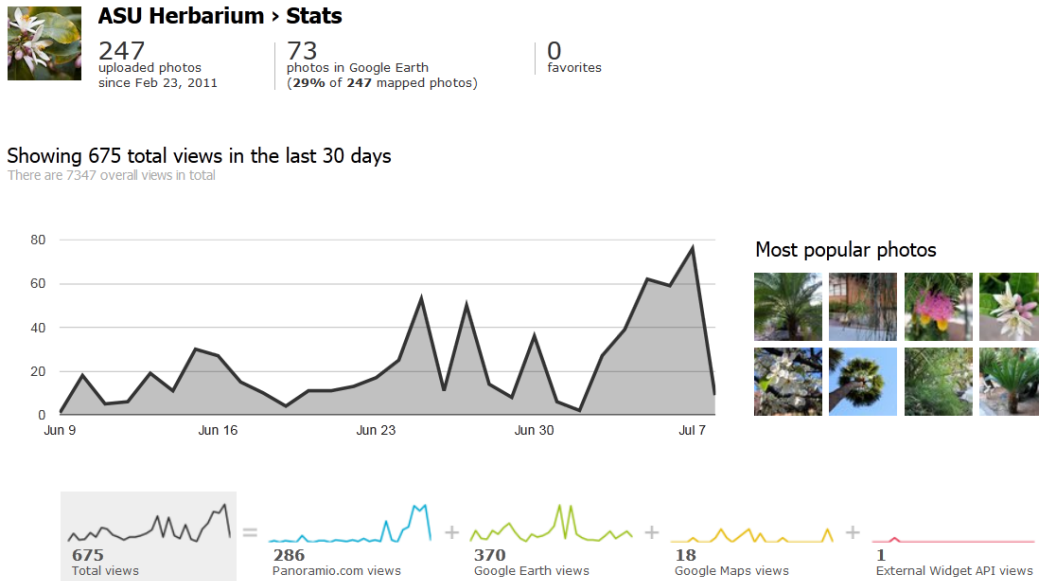 ASU Herbarium › Stats
247
uploaded photos
since Feb 23, 2011
73
photos in Google Earth
(29% of 247 mapped photos)
0
favorites
Showing 675 total views in the last 30 days
There are 7347 overall views in total
80
60
40
20
0
Jun 9
Jun 16
Jun 23
Jun 30
Jul 7
Most popular photos
675
Total views
=
286
Panoramio.com views
+
370
Google Earth views
+
18
Google Maps views
+
1
External Widget API views